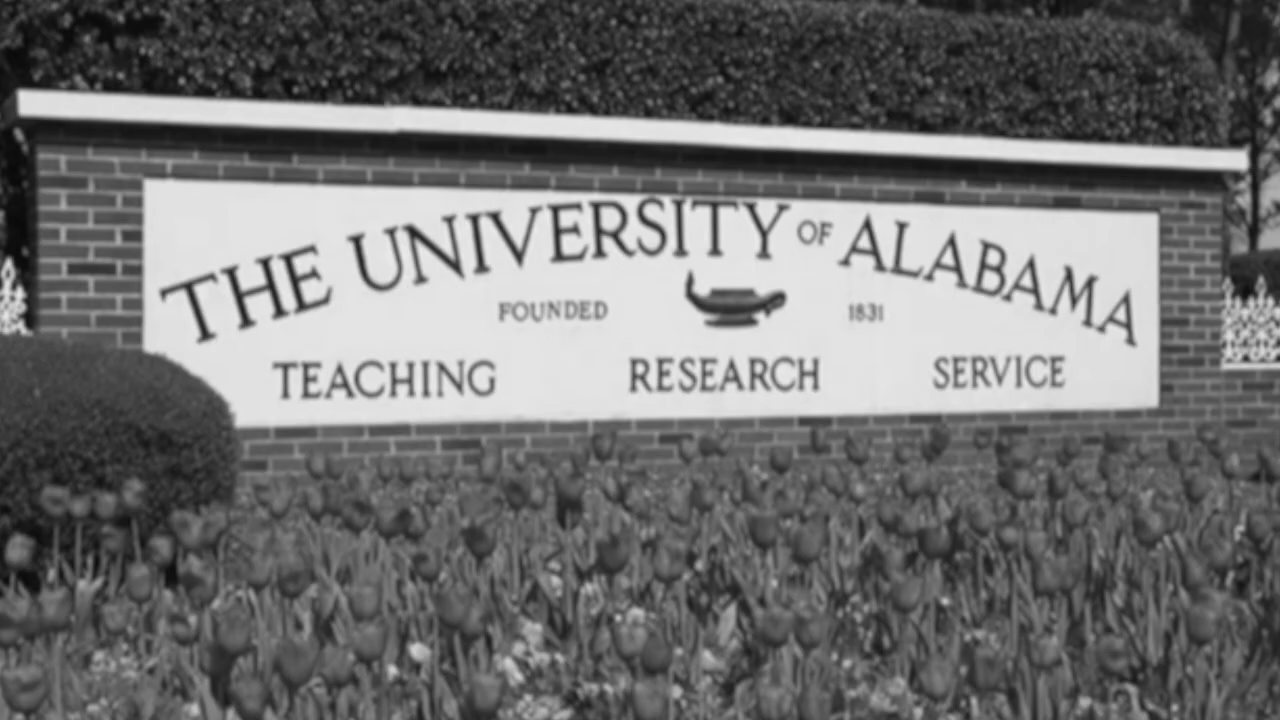 THE UNIVERSITY OF ALABAMA
FOUNDED 1831
TEACHING RESEARCH SERVICE